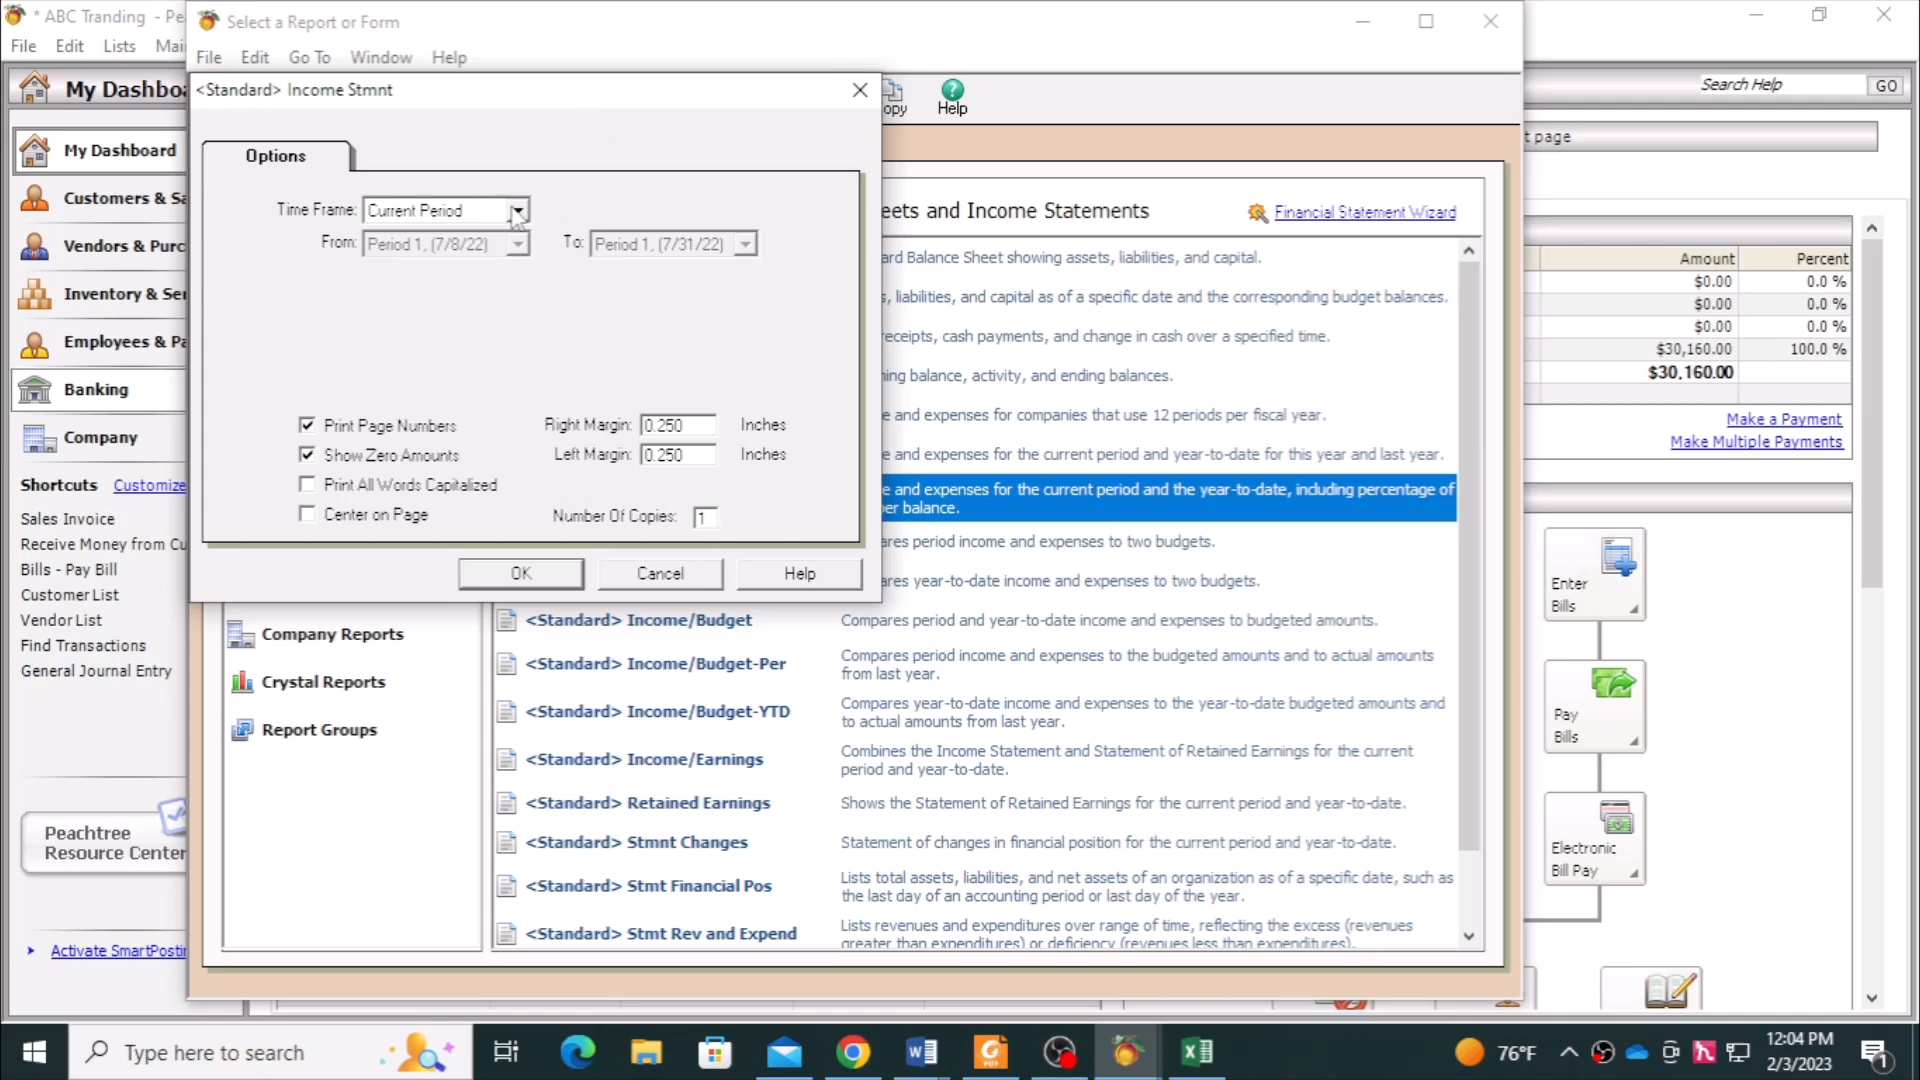 * ABC Tranding - Pe
File Edit Lists Mai
Select a Report or Form
File Edit Go To Window Help
My Dashboa
Search Help GO
<Standard> Income Stmnt
opy
Help
t page
Options
My Dashboard
Customers & Sa
Vendors & Purc
Inventory & Ser
Employees & Pa
Banking
Company
Time Frame: Current Period
From: Period 1, (7/8/22) To: Period 1, (7/31/22)
Print Page Numbers Right Margin: 0.250 Inches
Show Zero Amounts Left Margin: 0.250 Inches
Print All Words Capitalized
Center on Page Number Of Copies: 1
OK Cancel Help
eets and Income Statements Financial Statement Wizard
ard Balance Sheet showing assets, liabilities, and capital.
s, liabilities, and capital as of a specific date and the corresponding budget balances.
receipts, cash payments, and change in cash over a specified time.
ning balance, activity, and ending balances.
e and expenses for companies that use 12 periods per fiscal year.
e and expenses for the current period and year-to-date for this year and last year.
e and expenses for the current period and the year-to-date, including percentage of
per balance.
ares period income and expenses to two budgets.
ares year-to-date income and expenses to two budgets.
<Standard> Income/Budget Compares period and year-to-date income and expenses to budgeted amounts.
<Standard> Income/Budget-Per Compares period income and expenses to the budgeted amounts and to actual amounts
from last year.
<Standard> Income/Budget-YTD Compares year-to-date income and expenses to the year-to-date budgeted amounts and
to actual amounts from last year.
<Standard> Income/Earnings Combines the Income Statement and Statement of Retained Earnings for the current
period and year-to-date.
<Standard> Retained Earnings Shows the Statement of Retained Earnings for the current period and year-to-date.
<Standard> Stmnt Changes Statement of changes in financial position for the current period and year-to-date.
<Standard> Stmt Financial Pos Lists total assets, liabilities, and net assets of an organization as of a specific date, such as
the last day of an accounting period or last day of the year.
<Standard> Stmt Rev and Expend Lists revenues and expenditures over range of time, reflecting the excess (revenues
greater than expenditures) or deficiency (revenues less than expenditures).
Company Reports
Crystal Reports
Report Groups
Shortcuts Customize
Sales Invoice
Receive Money from Cu
Bills - Pay Bill
Customer List
Vendor List
Find Transactions
General Journal Entry
Peachtree
Resource Center
Activate SmartPostin
Amount Percent
$0.00 0.0 %
$0.00 0.0 %
$0.00 0.0 %
$30,160.00 100.0 %
$30,160.00
Make a Payment
Make Multiple Payments
Enter
Bills
Pay
Bills
Electronic
Bill Pay
Type here to search
76°F
12:04 PM
2/3/2023
1